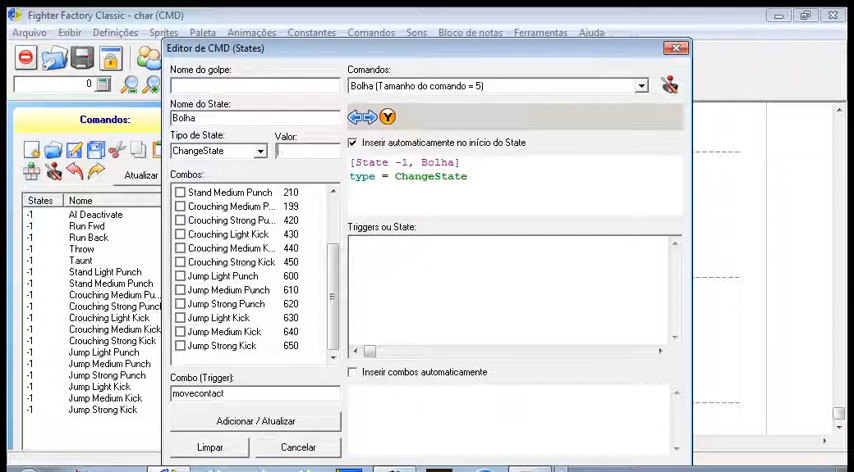 Fighter Factory Classic - char (CMD)
Arquivo Exibir Definições Sprites Paleta Animações Constantes Comandos Sons Bloco de notas Ferramentas Ajuda
0
Comandos:
Atualizar
States Nome
-1 AI Deactivate
-1 Run Fwd
-1 Run Back
-1 Throw
-1 Taunt
-1 Stand Light Punch
-1 Stand Medium Punch
-1 Crouching Medium Pu...
-1 Crouching Strong Punc
-1 Crouching Light Kick
-1 Crouching Medium Kick
-1 Crouching Strong Kick
-1 Jump Light Punch
-1 Jump Medium Punch
-1 Jump Strong Punch
-1 Jump Light Kick
-1 Jump Medium Kick
-1 Jump Strong Kick
Editor de CMD (States)
Nome do golpe:
Nome do State:
Bolha
Tipo de State: Valor:
ChangeState
Combos:
Stand Medium Punch 210
Crouching Medium P... 199
Crouching Strong Pu... 420
Crouching Light Kick 430
Crouching Medium K... 440
Crouching Strong Kick 450
Jump Light Punch 600
Jump Medium Punch 610
Jump Strong Punch 620
Jump Light Kick 630
Jump Medium Kick 640
Jump Strong Kick 650
Combo (Trigger):
movecontact
Adicionar / Atualizar
Limpar Cancelar
Comandos:
Bolha (Tamanho do comando = 5)
Y
Inserir automaticamente no início do State
[State -1, Bolha]
type = ChangeState
Triggers ou State:
Inserir combos automaticamente